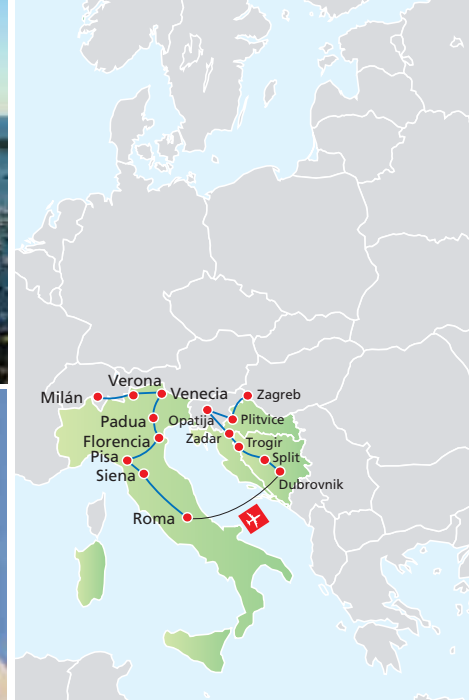 Verona
Milán
Venecia
Zagreb
Padua
Opatija
Plitvice
Florencia
Zadar
Trogir
Pisa
Split
Siena
Dubrovnik
Roma